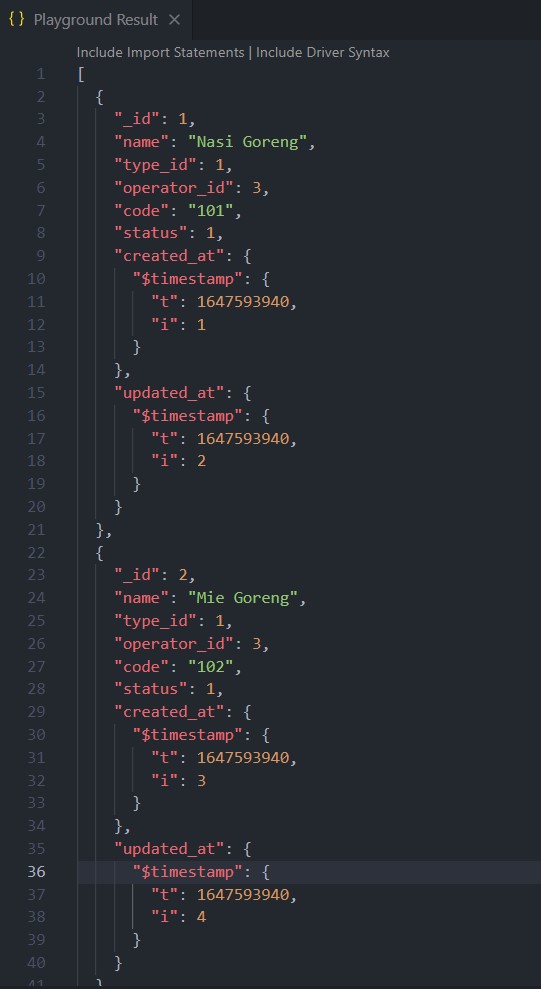 {} Playground Result ×
Include Import Statements | Include Driver Syntax
1 [
2 {
3 "_id": 1,
4 "name": "Nasi Goreng",
5 "type_id": 1,
6 "operator_id": 3,
7 "code": "101",
8 "status": 1,
9 "created_at": {
10 "$timestamp": {
11 "t": 1647593940,
12 "i": 1
13 }
14 },
15 "updated_at": {
16 "$timestamp": {
17 "t": 1647593940,
18 "i": 2
19 }
20 }
21 },
22 {
23 "_id": 2,
24 "name": "Mie Goreng",
25 "type_id": 1,
26 "operator_id": 3,
27 "code": "102",
28 "status": 1,
29 "created_at": {
30 "$timestamp": {
31 "t": 1647593940,
32 "i": 3
33 }
34 },
35 "updated_at": {
36 "$timestamp": {
37 "t": 1647593940,
38 "i": 4
39 }
40 }